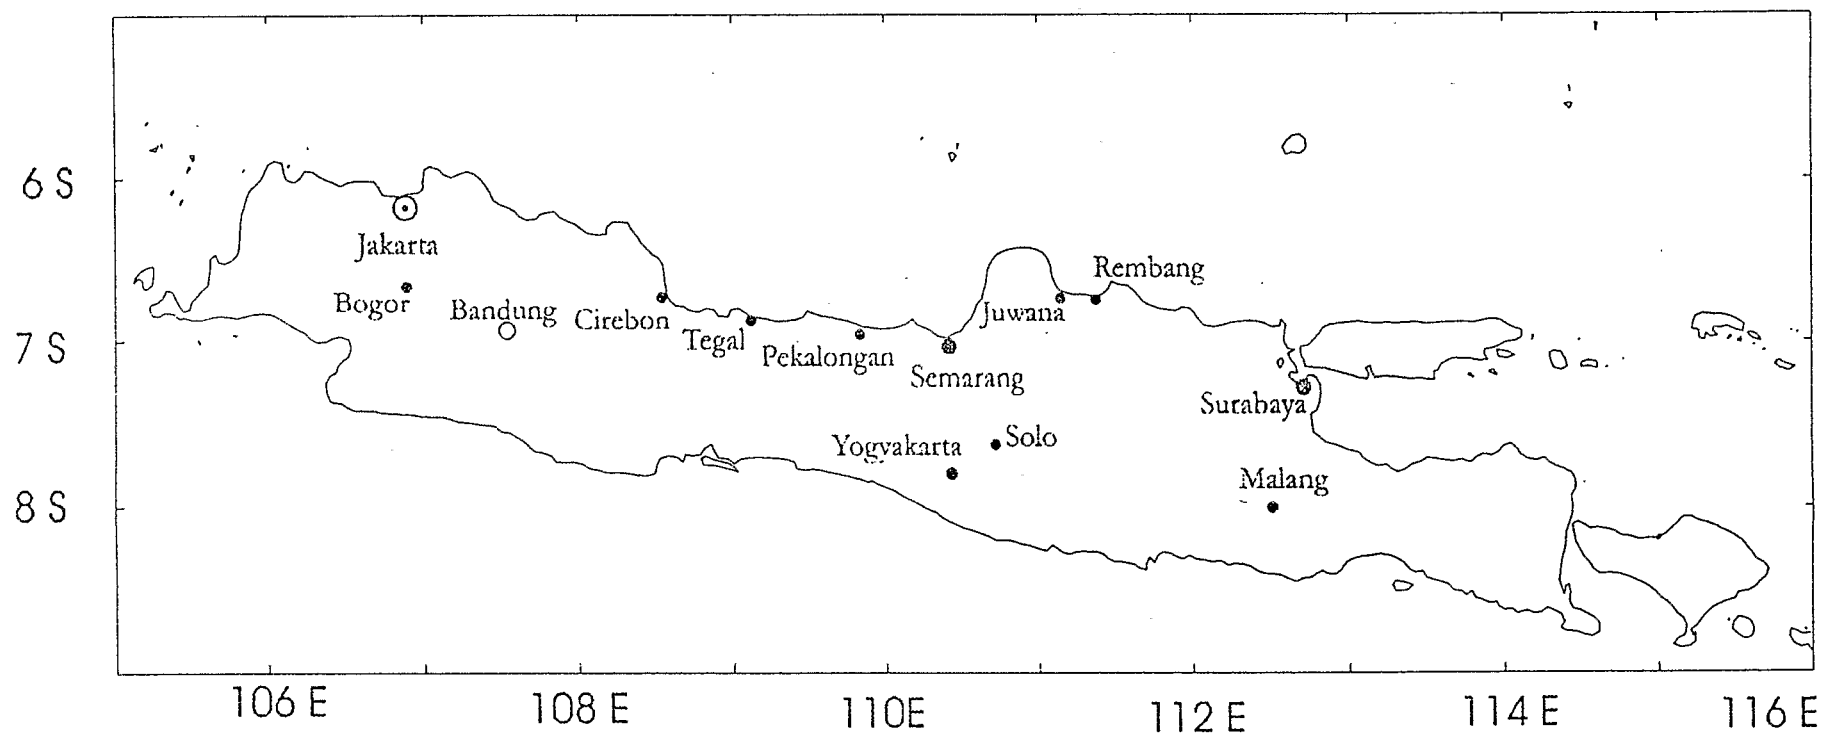 6 S
Jakarta
Rembang
Bogor
Bandung
Cirebon
Juwana
Tegal
7 S
Pekalongan
Semarang
Surabaya
Yogyakarta
Solo
Malang
8 S
106 E
108 E
110E
112 E
114 E
116 E